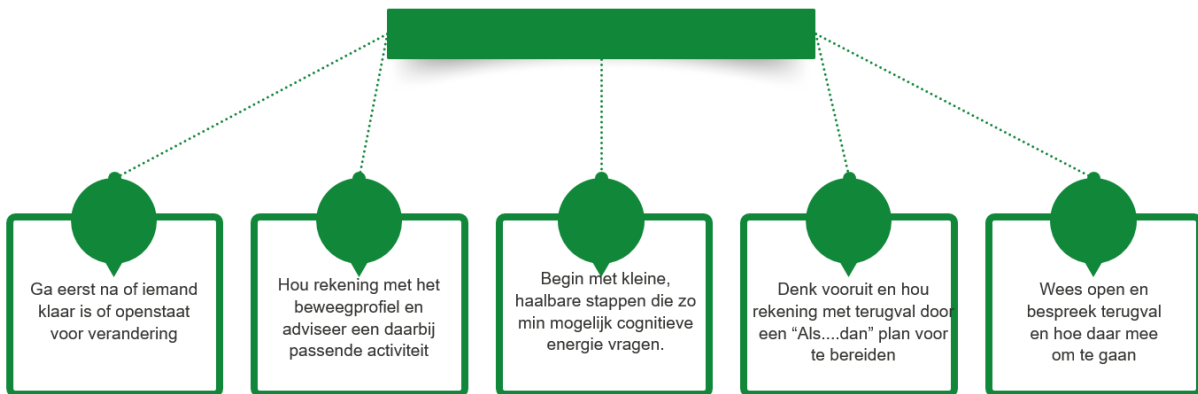 Ga eerst na of iemand
klaar is of openstaat
voor verandering
Hou rekening met het
beweegprofiel en
adviseer een daarbij
passende activiteit
Begin met kleine,
haalbare stappen die zo
min mogelijk cognitieve
energie vragen.
Denk vooruit en hou
rekening met terugval door
een “Als....dan” plan voor
te bereiden
Wees open en
bespreek terugval
en hoe daar mee
om te gaan